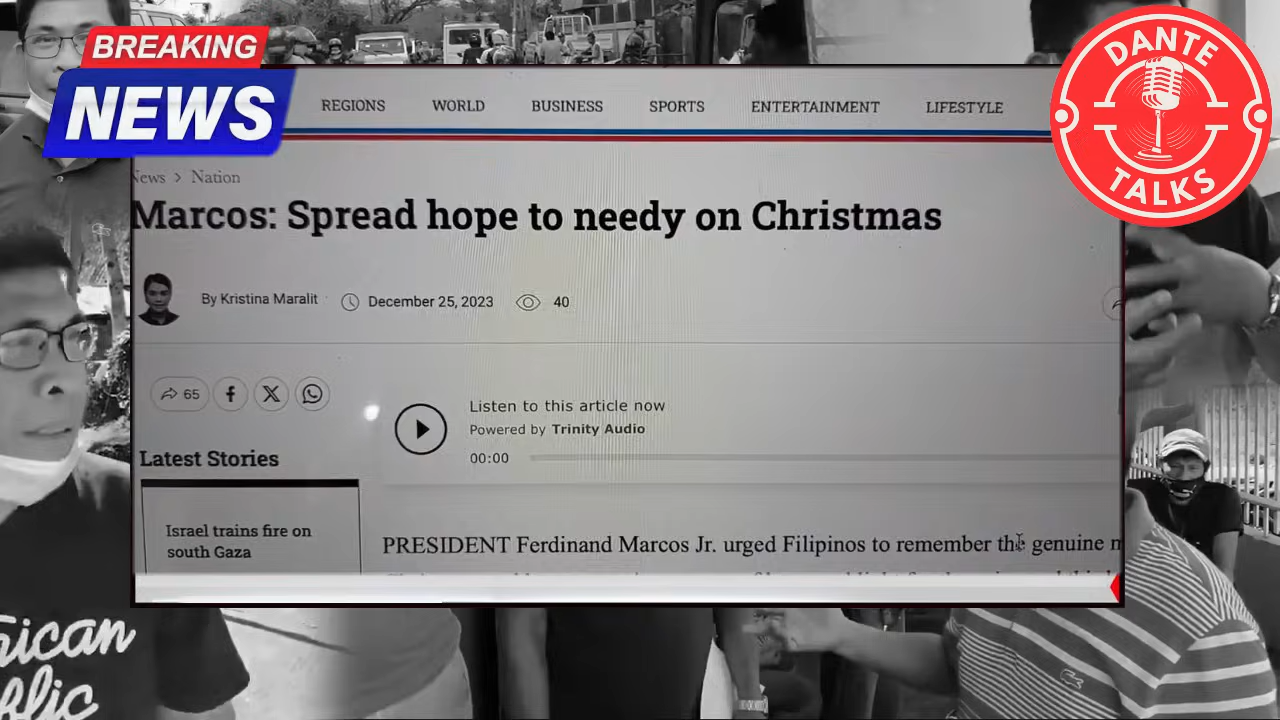 BREAKING
NEWS
DANTE
TALKS
REGIONS WORLD BUSINESS SPORTS ENTERTAINMENT LIFESTYLE
News > Nation
Marcos: Spread hope to needy on Christmas
By Kristina Maralit December 25, 2023 40
65
Listen to this article now
Powered by Trinity Audio
00:00
Latest Stories
Israel trains fire on
south Gaza
PRESIDENT Ferdinand Marcos Jr. urged Filipinos to remember the genuine